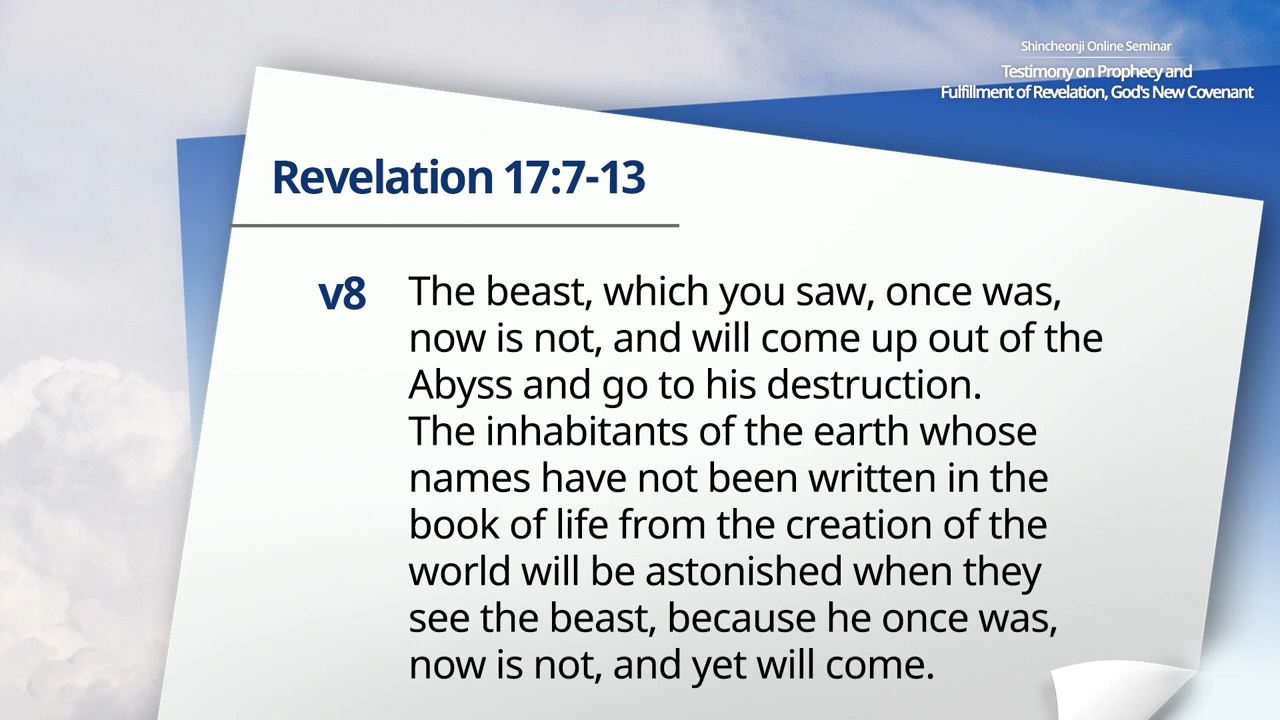 Shincheonji Online Seminar
Testimony on Prophecy and
Fulfillment of Revelation, God's New Covenant
Revelation 17:7-13
v8 The beast, which you saw, once was,
now is not, and will come up out of the
Abyss and go to his destruction.
The inhabitants of the earth whose
names have not been written in the
book of life from the creation of the
world will be astonished when they
see the beast, because he once was,
now is not, and yet will come.